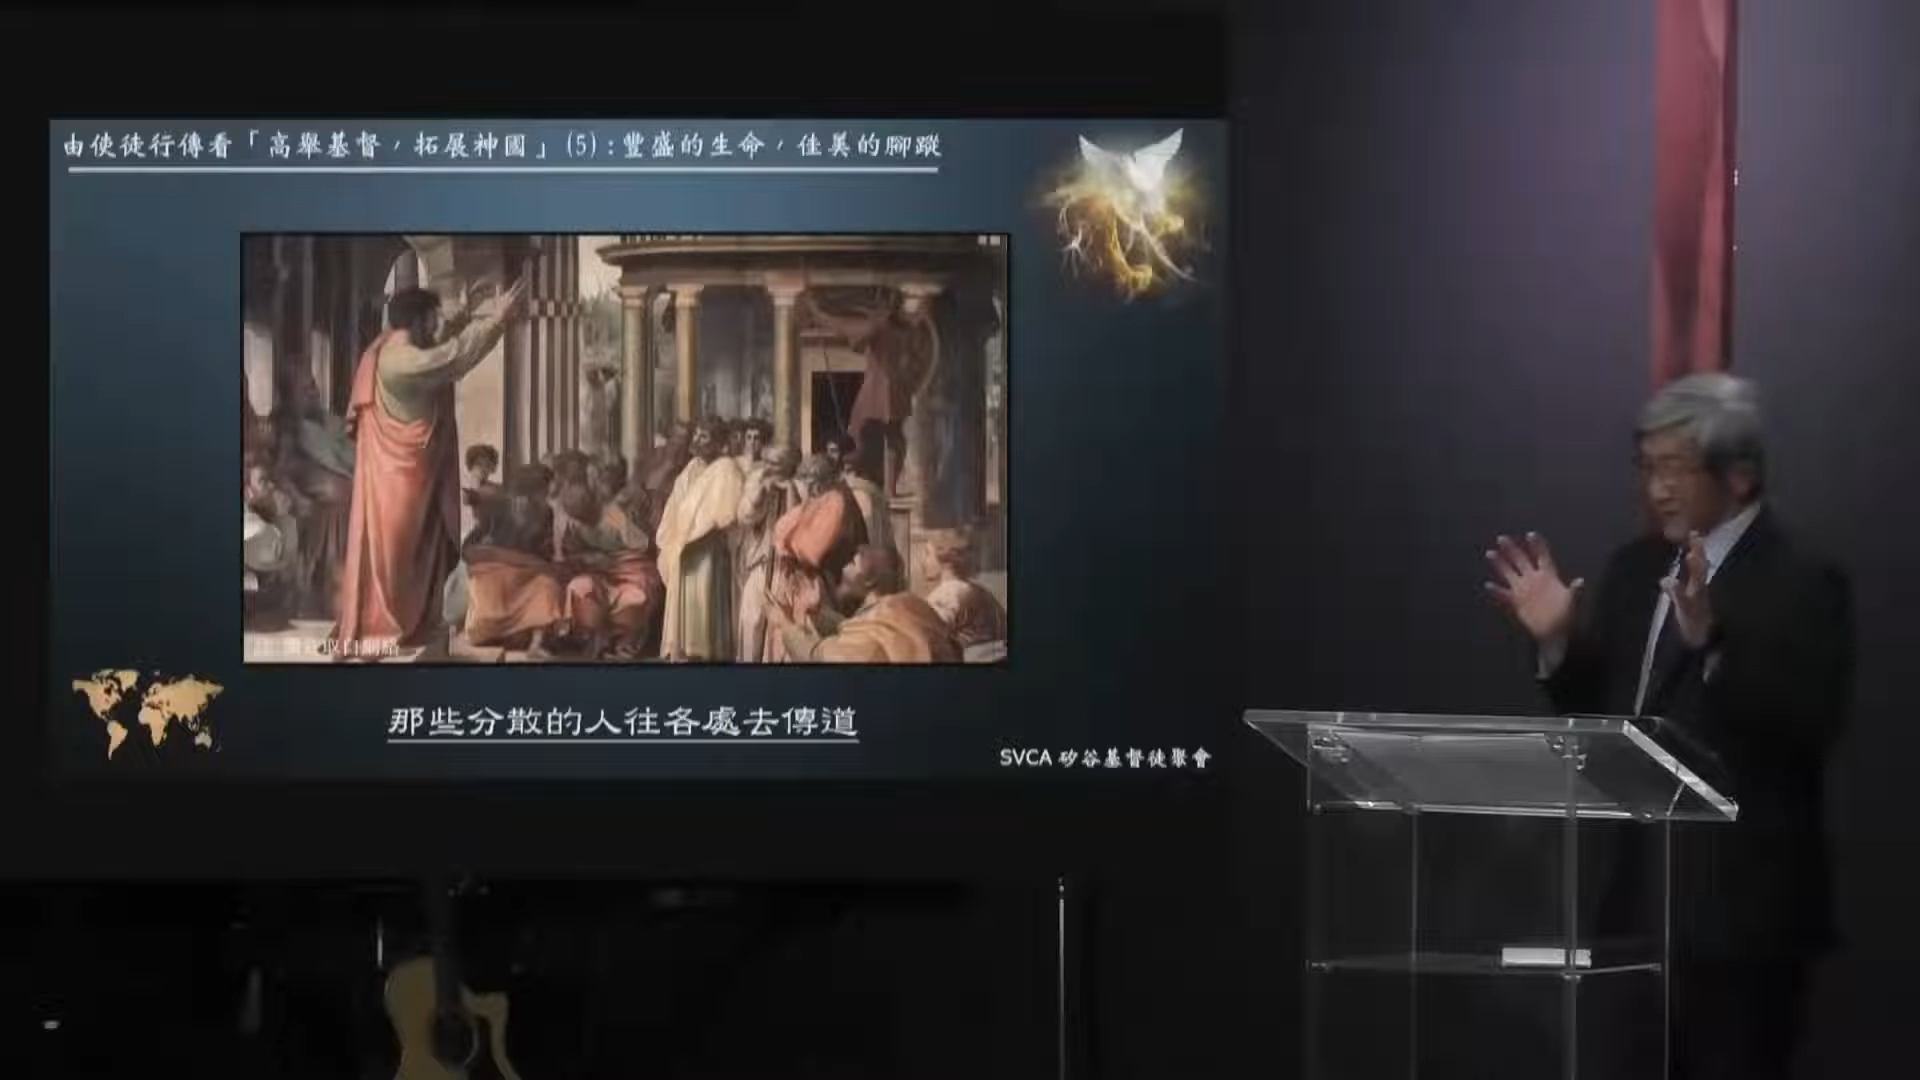 由使徒行傳看「高舉基督，拓展神國」(5)：豐盛的生命，佳美的腳蹤
那些分散的人往各處去傳道
SVCA 矽谷基督徒聚會